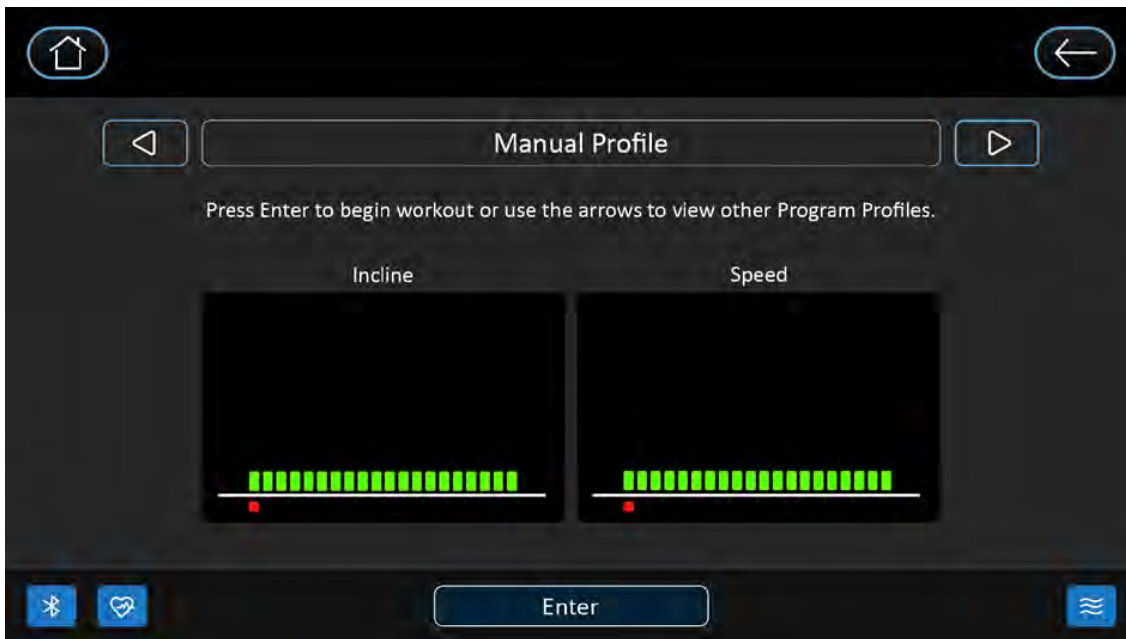 Manual Profile
Press Enter to begin workout or use the arrows to view other Program Profiles.
Incline
Speed
Enter